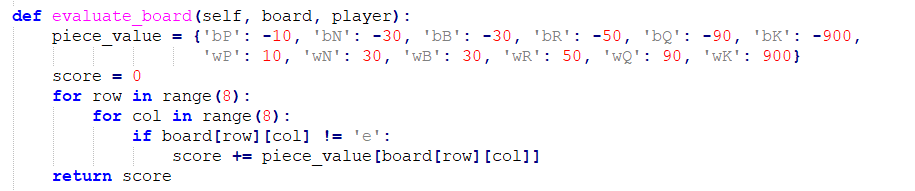 def evaluate_board(self, board, player):
    piece_value = {'bP': -10, 'bN': -30, 'bB': -30, 'bR': -50, 'bQ': -90, 'bK': -900,
                   'wP': 10, 'wN': 30, 'wB': 30, 'wR': 50, 'wQ': 90, 'wK': 900}
    score = 0
    for row in range(8):
        for col in range(8):
            if board[row][col] != 'e':
                score += piece_value[board[row][col]]
    return score